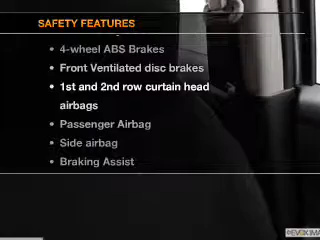 SAFETY FEATURES
• 4-wheel ABS Brakes
• Front Ventilated disc brakes
• 1st and 2nd row curtain head
airbags
• Passenger Airbag
• Side airbag
• Braking Assist